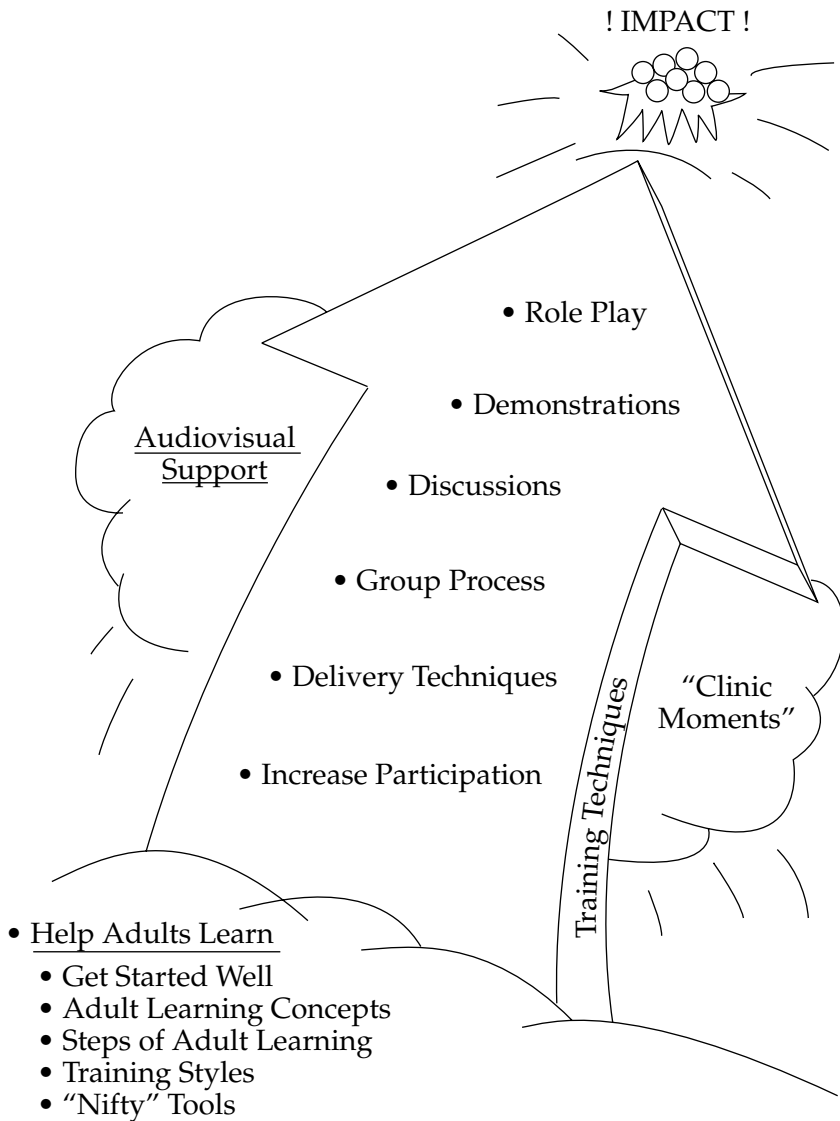 ! IMPACT !
• Role Play
• Demonstrations
Audiovisual
Support
• Discussions
• Group Process
• Delivery Techniques
“Clinic
Moments”
• Increase Participation
Training Techniques
• Help Adults Learn
• Get Started Well
• Adult Learning Concepts
• Steps of Adult Learning
• Training Styles
• “Nifty” Tools